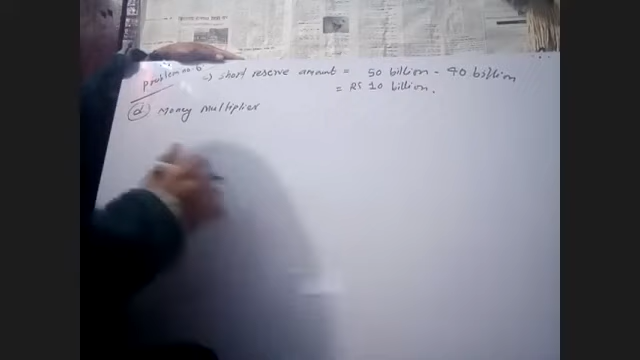 Problem no. 6
c) short reserve amount = 50 billion - 40 billion
= RS 10 billion.
(d) Money Multiplier